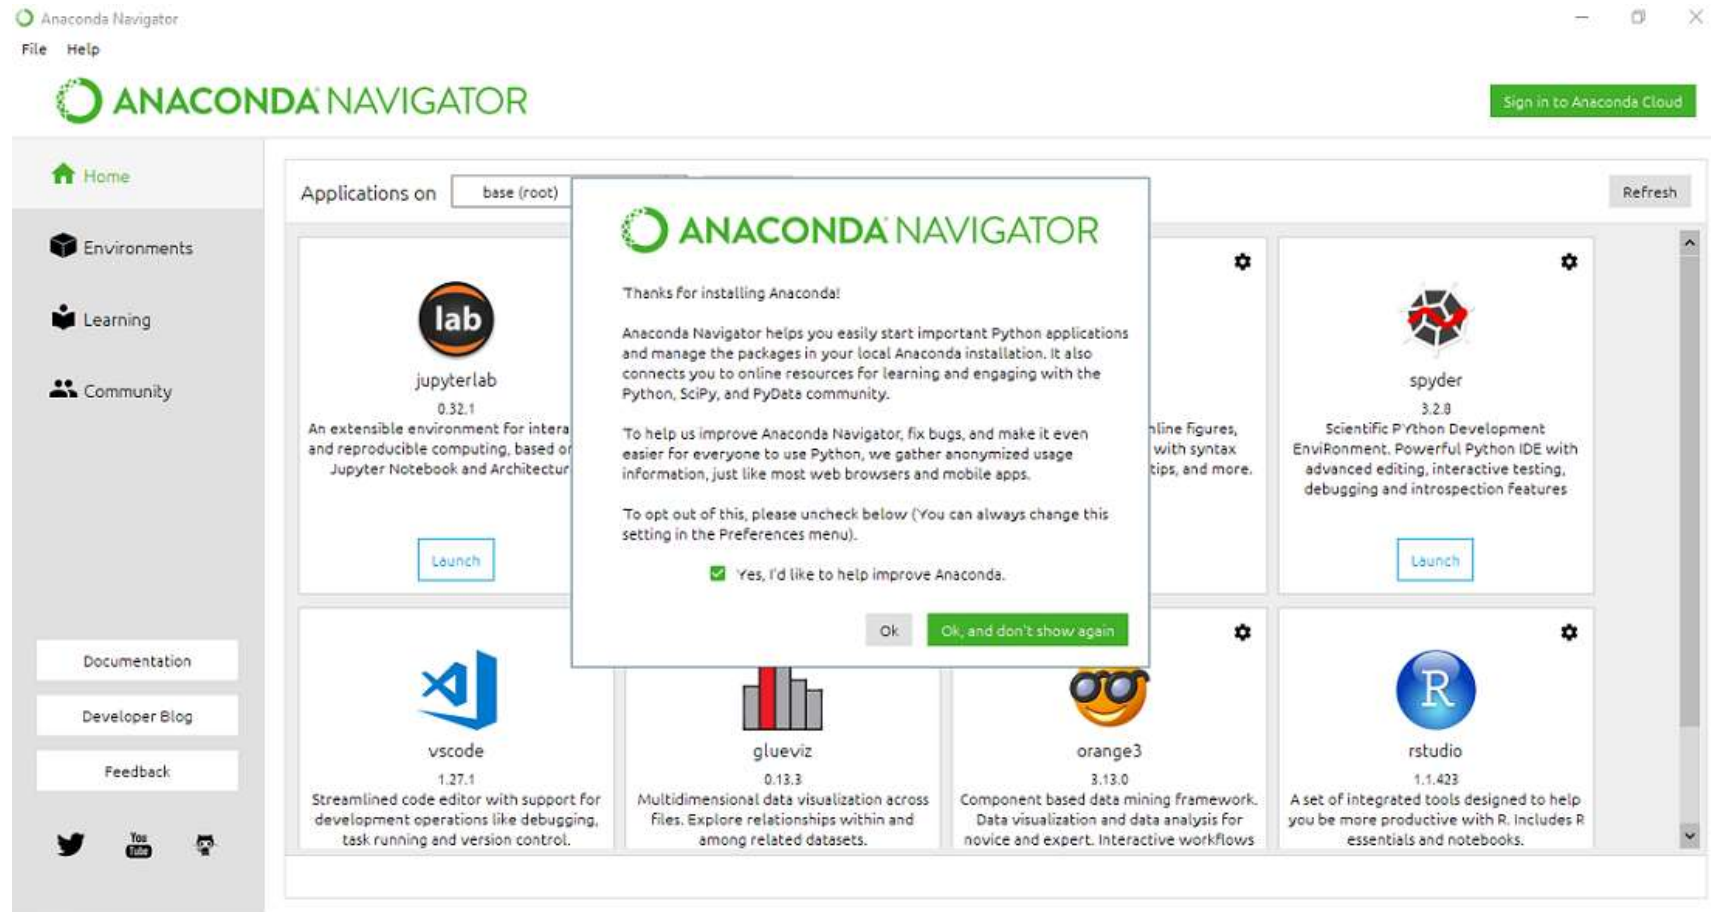 Anaconda Navigator
File Help
ANACONDA NAVIGATOR
Sign in to Anaconda Cloud
Home
Environments
Learning
Community
Documentation
Developer Blog
Feedback
You
Tube
Applications on
base (root)
Refresh
lab
jupyterlab
0.32.1
An extensible environment for intera
and reproducible computing, based o
Jupyter Notebook and Architectur
Launch
ANACONDA NAVIGATOR
Thanks for installing Anaconda!
Anaconda Navigator helps you easily start important Python applications
and manage the packages in your local Anaconda installation. It also
connects you to online resources for learning and engaging with the
Python, SciPy, and PyData community.
To help us improve Anaconda Navigator, fix bugs, and make it even
easier for everyone to use Python, we gather anonymized usage
information, just like most web browsers and mobile apps.
To opt out of this, please uncheck below (You can always change this
setting in the Preferences menu).
Yes, I'd like to help improve Anaconda.
Ok
Ok, and don't show again
nline figures,
with syntax
tips, and more.
spyder
3.2.8
Scientific PYthon Development
EnviRonment. Powerful Python IDE with
advanced editing, interactive testing,
debugging and introspection features
Launch
vscode
1.27.1
Streamlined code editor with support for
development operations like debugging,
task running and version control.
glueviz
0.13.3
Multidimensional data visualization across
files. Explore relationships within and
among related datasets.
orange3
3.13.0
Component based data mining framework.
Data visualization and data analysis for
novice and expert. Interactive workflows
R
rstudio
1.1.423
A set of integrated tools designed to help
you be more productive with R. Includes R
essentials and notebooks.